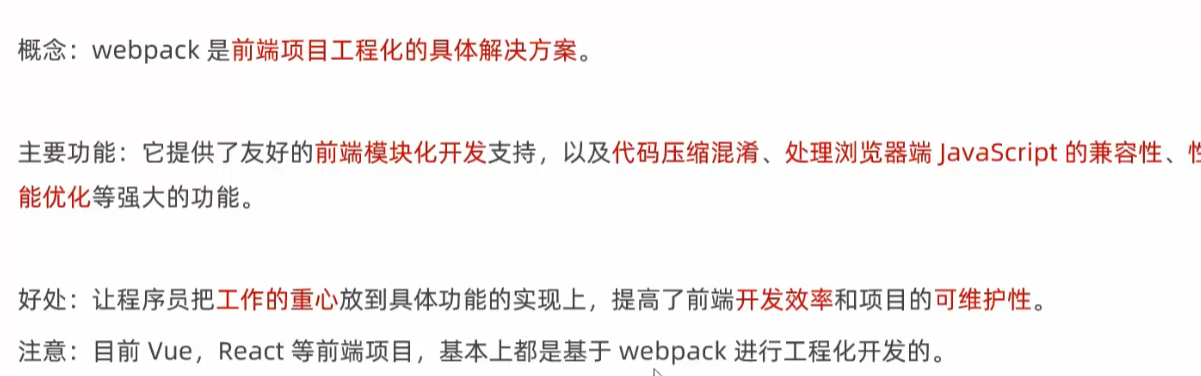 概念：webpack 是前端项目工程化的具体解决方案。
主要功能：它提供了友好的前端模块化开发支持，以及代码压缩混淆、处理浏览器端 JavaScript 的兼容性、性
能优化等强大的功能。
好处：让程序员把工作的重心放到具体功能的实现上，提高了前端开发效率和项目的可维护性。
注意：目前 Vue，React 等前端项目，基本上都是基于 webpack 进行工程化开发的。